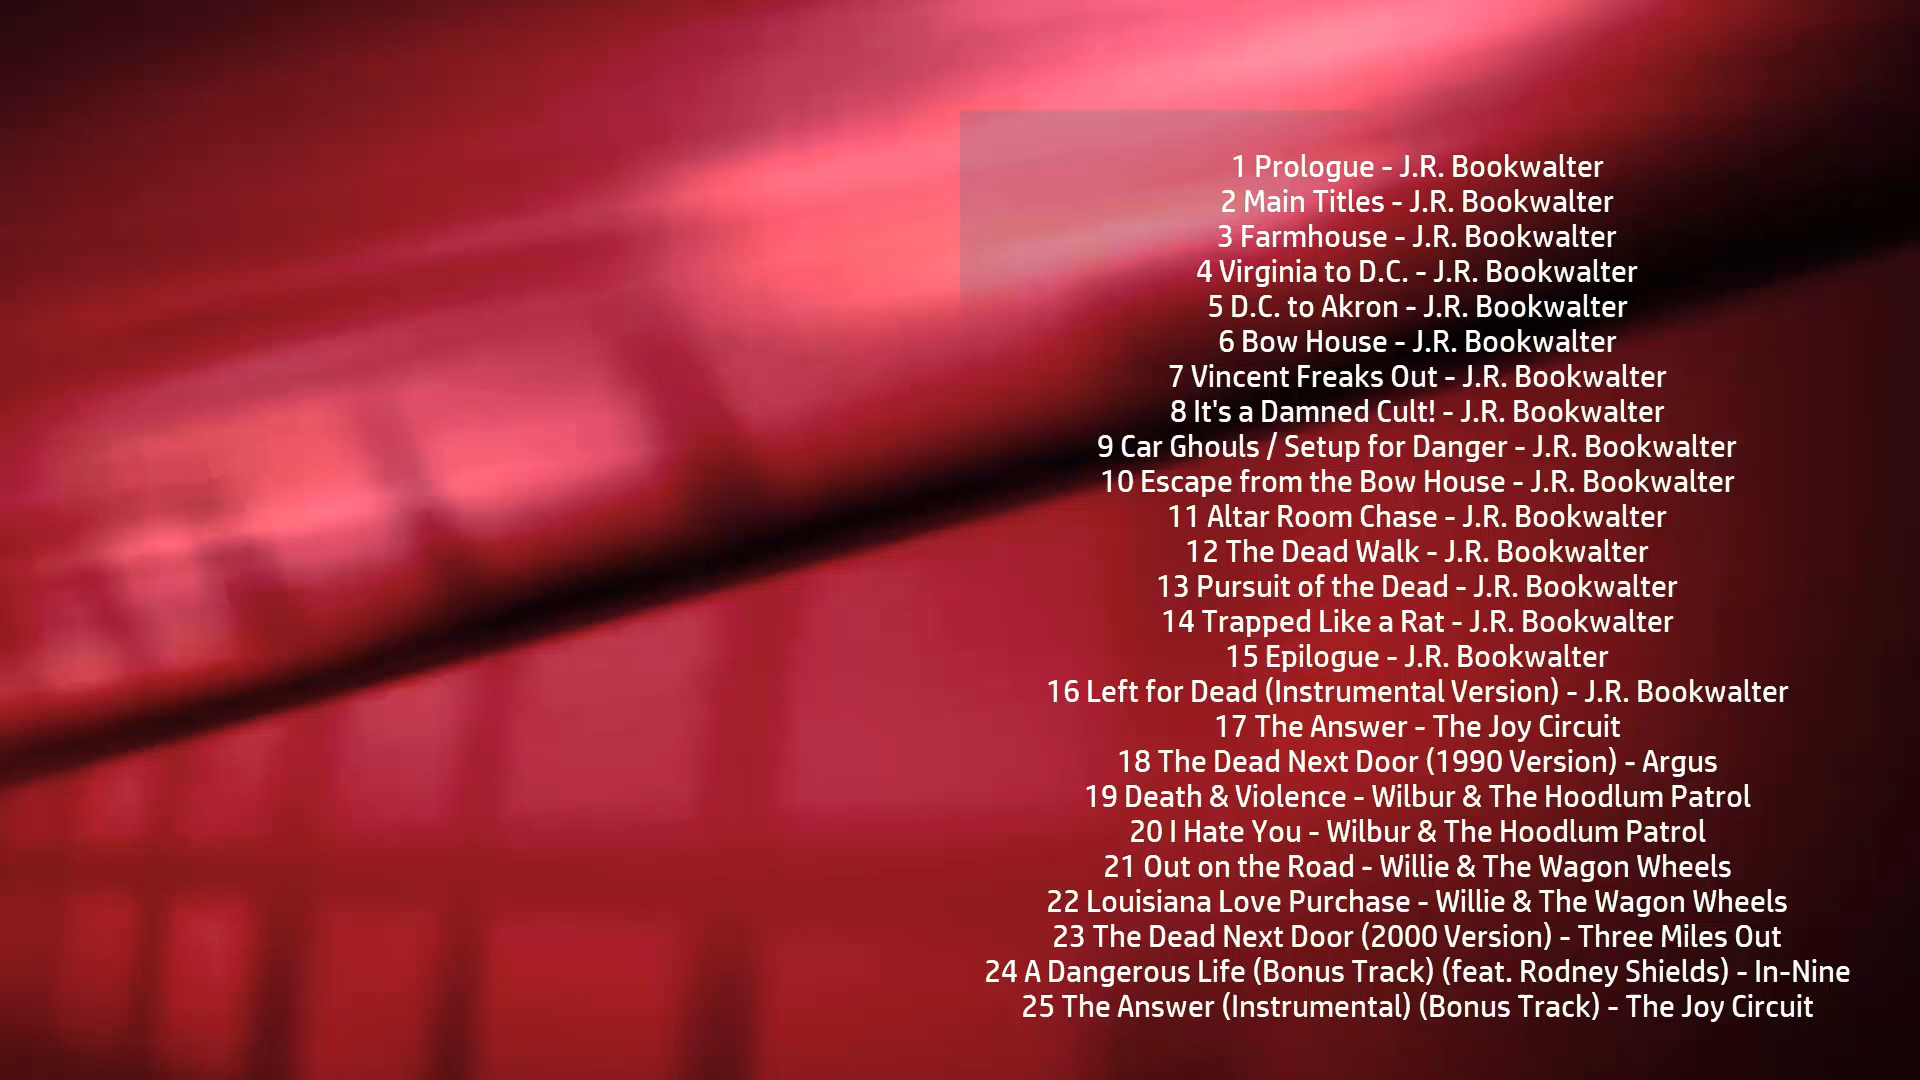 1 Prologue - J.R. Bookwalter
2 Main Titles - J.R. Bookwalter
3 Farmhouse - J.R. Bookwalter
4 Virginia to D.C. - J.R. Bookwalter
5 D.C. to Akron - J.R. Bookwalter
6 Bow House - J.R. Bookwalter
7 Vincent Freaks Out - J.R. Bookwalter
8 It's a Damned Cult! - J.R. Bookwalter
9 Car Ghouls / Setup for Danger - J.R. Bookwalter
10 Escape from the Bow House - J.R. Bookwalter
11 Altar Room Chase - J.R. Bookwalter
12 The Dead Walk - J.R. Bookwalter
13 Pursuit of the Dead - J.R. Bookwalter
14 Trapped Like a Rat - J.R. Bookwalter
15 Epilogue - J.R. Bookwalter
16 Left for Dead (Instrumental Version) - J.R. Bookwalter
17 The Answer - The Joy Circuit
18 The Dead Next Door (1990 Version) - Argus
19 Death & Violence - Wilbur & The Hoodlum Patrol
20 I Hate You - Wilbur & The Hoodlum Patrol
21 Out on the Road - Willie & The Wagon Wheels
22 Louisiana Love Purchase - Willie & The Wagon Wheels
23 The Dead Next Door (2000 Version) - Three Miles Out
24 A Dangerous Life (Bonus Track) (feat. Rodney Shields) - In-Nine
25 The Answer (Instrumental) (Bonus Track) - The Joy Circuit